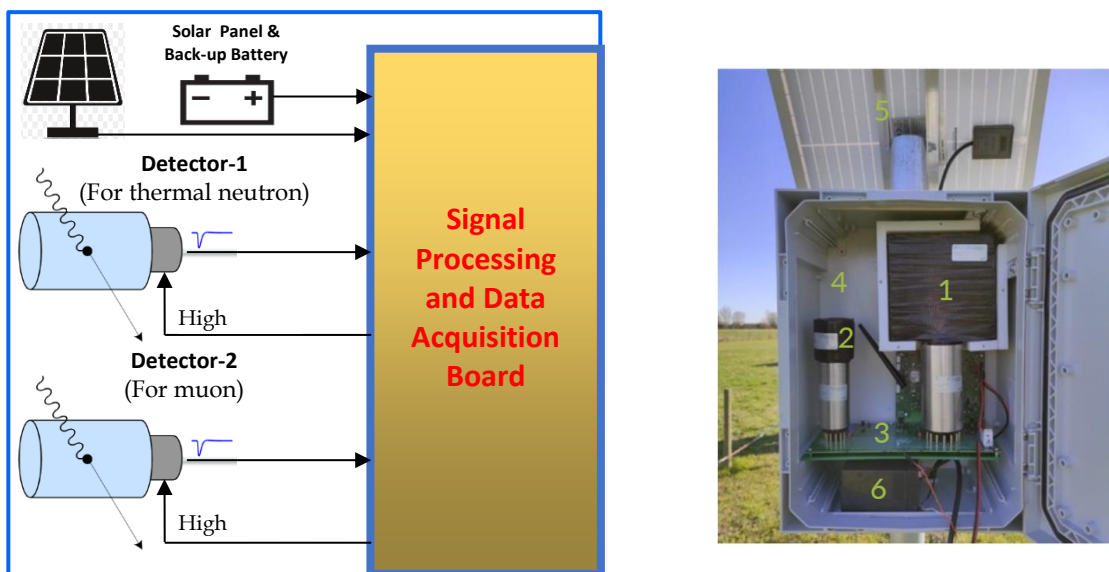 Solar Panel &
Back-up Battery
Detector-1
(For thermal neutron)
High
Detector-2
(For muon)
High
Signal
Processing
and Data
Acquisition
Board
5
4
1
2
3
6